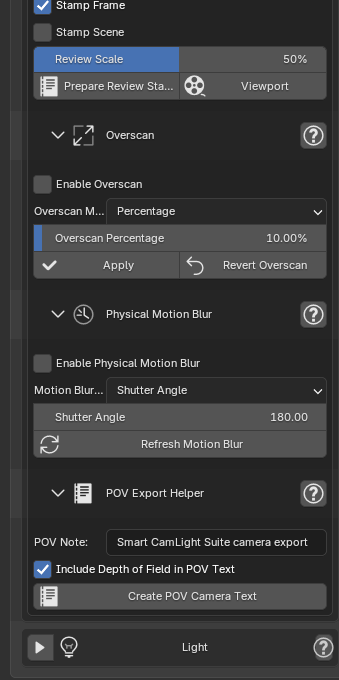 Stamp Frame
Stamp Scene
Review Scale 50%
Prepare Review Sta... Viewport
Overscan ?
Enable Overscan
Overscan M... Percentage
Overscan Percentage 10.00%
Apply Revert Overscan
Physical Motion Blur ?
Enable Physical Motion Blur
Motion Blur... Shutter Angle
Shutter Angle 180.00
Refresh Motion Blur
POV Export Helper ?
POV Note: Smart CamLight Suite camera export
Include Depth of Field in POV Text
Create POV Camera Text
Light ?